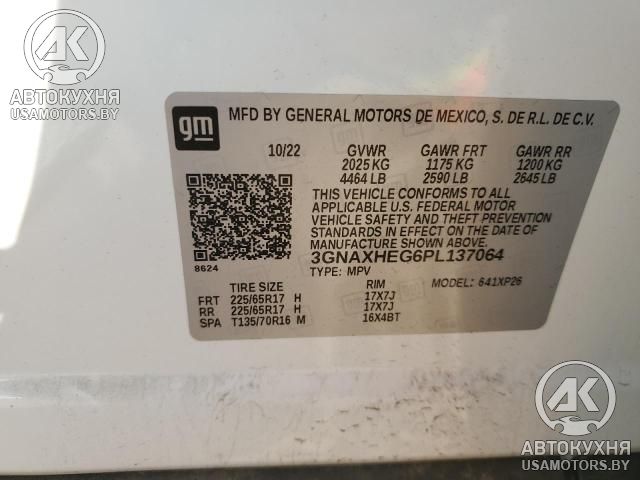 AK
АВТОКУХНЯ
USAMOTORS.BY
gm
MFD BY GENERAL MOTORS DE MEXICO, S. DE R.L. DE C.V.
10/22 GVWR GAWR FRT GAWR RR
2025 KG 1175 KG 1200 KG
4464 LB 2590 LB 2645 LB
THIS VEHICLE CONFORMS TO ALL
APPLICABLE U.S. FEDERAL MOTOR
VEHICLE SAFETY AND THEFT PREVENTION
STANDARDS IN EFFECT ON THE DATE OF
MANUFACTURE SHOWN ABOVE.
8624
3GNAXHEG6PL137064
TYPE: MPV MODEL: 641XP26
TIRE SIZE RIM
FRT 225/65R17 H 17X7J
RR 225/65R17 H 17X7J
SPA T135/70R16 M 16X4BT
AK
АВТОКУХНЯ
USAMOTORS.BY